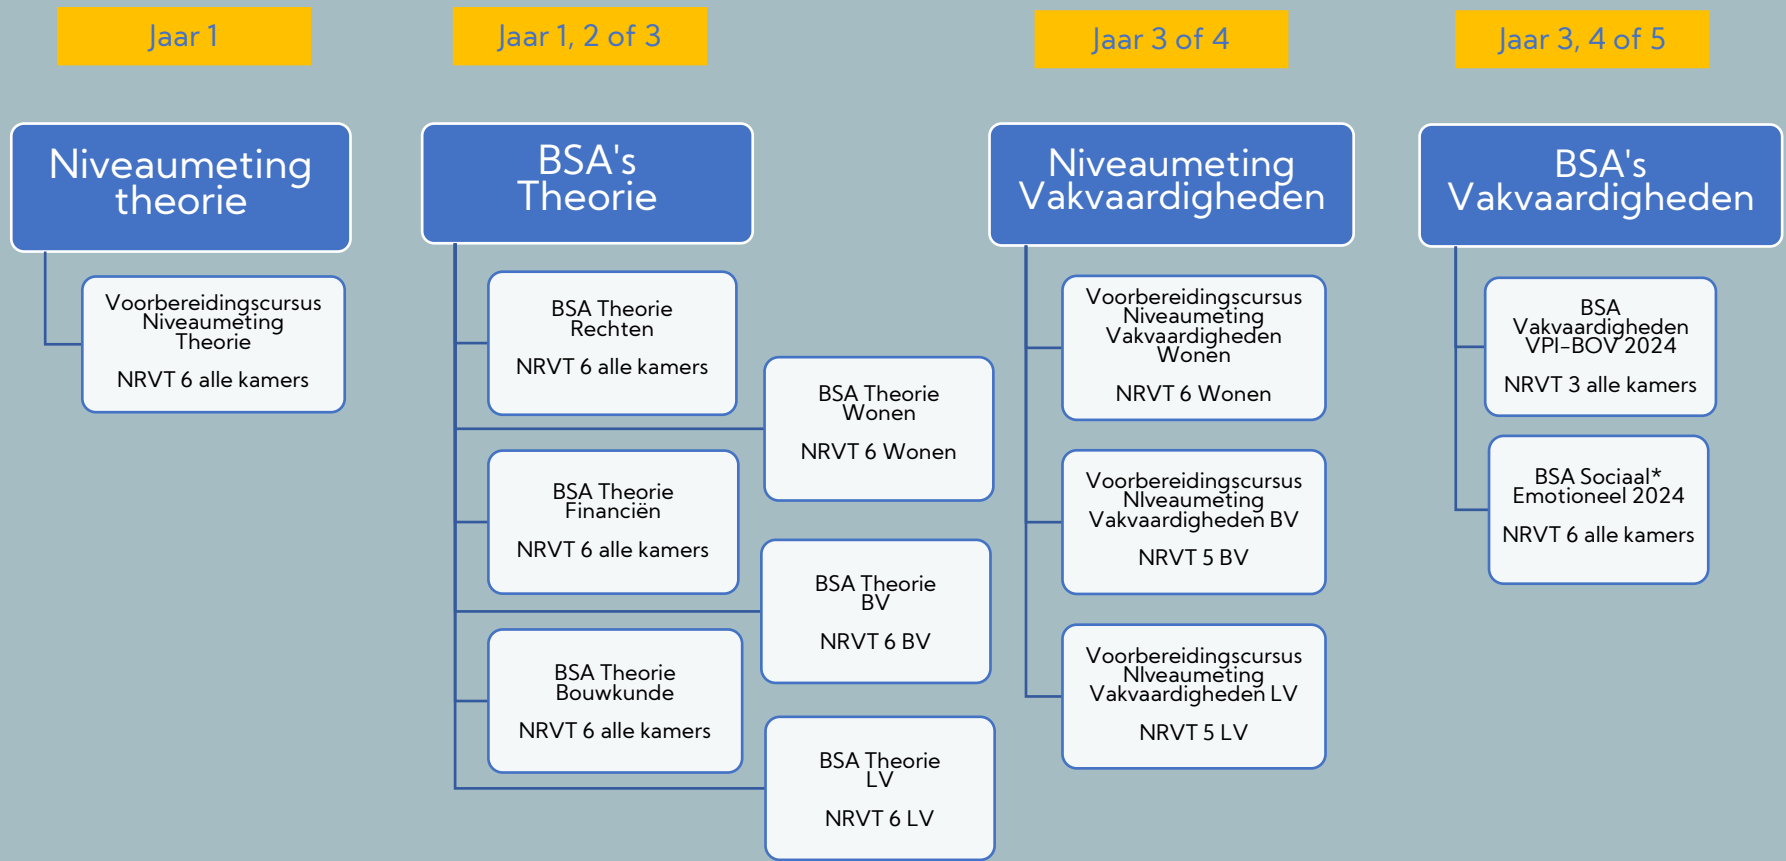 Jaar 1
Jaar 1, 2 of 3
Jaar 3 of 4
Jaar 3, 4 of 5
Niveaumeting
theorie
Voorbereidingscursus
Niveaumeting
Theorie
NRVT 6 alle kamers
BSA's
Theorie
BSA Theorie
Rechten
NRVT 6 alle kamers
BSA Theorie
Wonen
NRVT 6 Wonen
BSA Theorie
Financiën
NRVT 6 alle kamers
BSA Theorie
BV
NRVT 6 BV
BSA Theorie
Bouwkunde
NRVT 6 alle kamers
BSA Theorie
LV
NRVT 6 LV
Niveaumeting
Vakvaardigheden
Voorbereidingscursus
Niveaumeting
Vakvaardigheden
Wonen
NRVT 6 Wonen
Voorbereidingscursus
NIveaumeting
Vakvaardigheden BV
NRVT 5 BV
Voorbereidingscursus
NIveaumeting
Vakvaardigheden LV
NRVT 5 LV
BSA's
Vakvaardigheden
BSA
Vakvaardigheden
VPI-BOV 2024
NRVT 3 alle kamers
BSA Sociaal*
Emotioneel 2024
NRVT 6 alle kamers